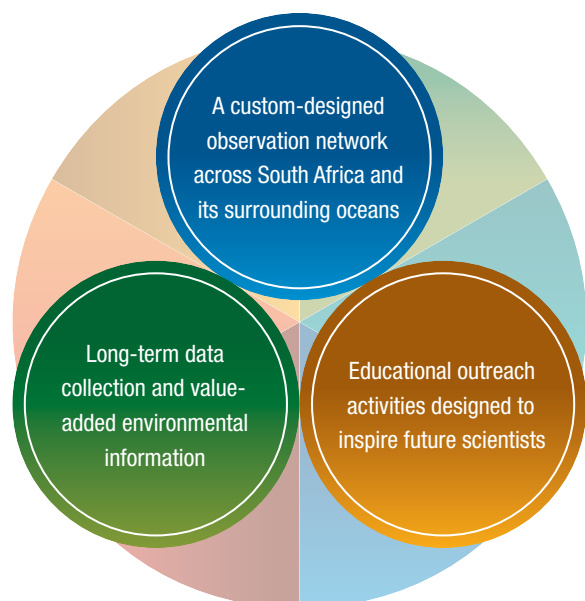 A custom-designed
observation network
across South Africa and
its surrounding oceans
Long-term data
collection and value-
added environmental
information
Educational outreach
activities designed to
inspire future scientists